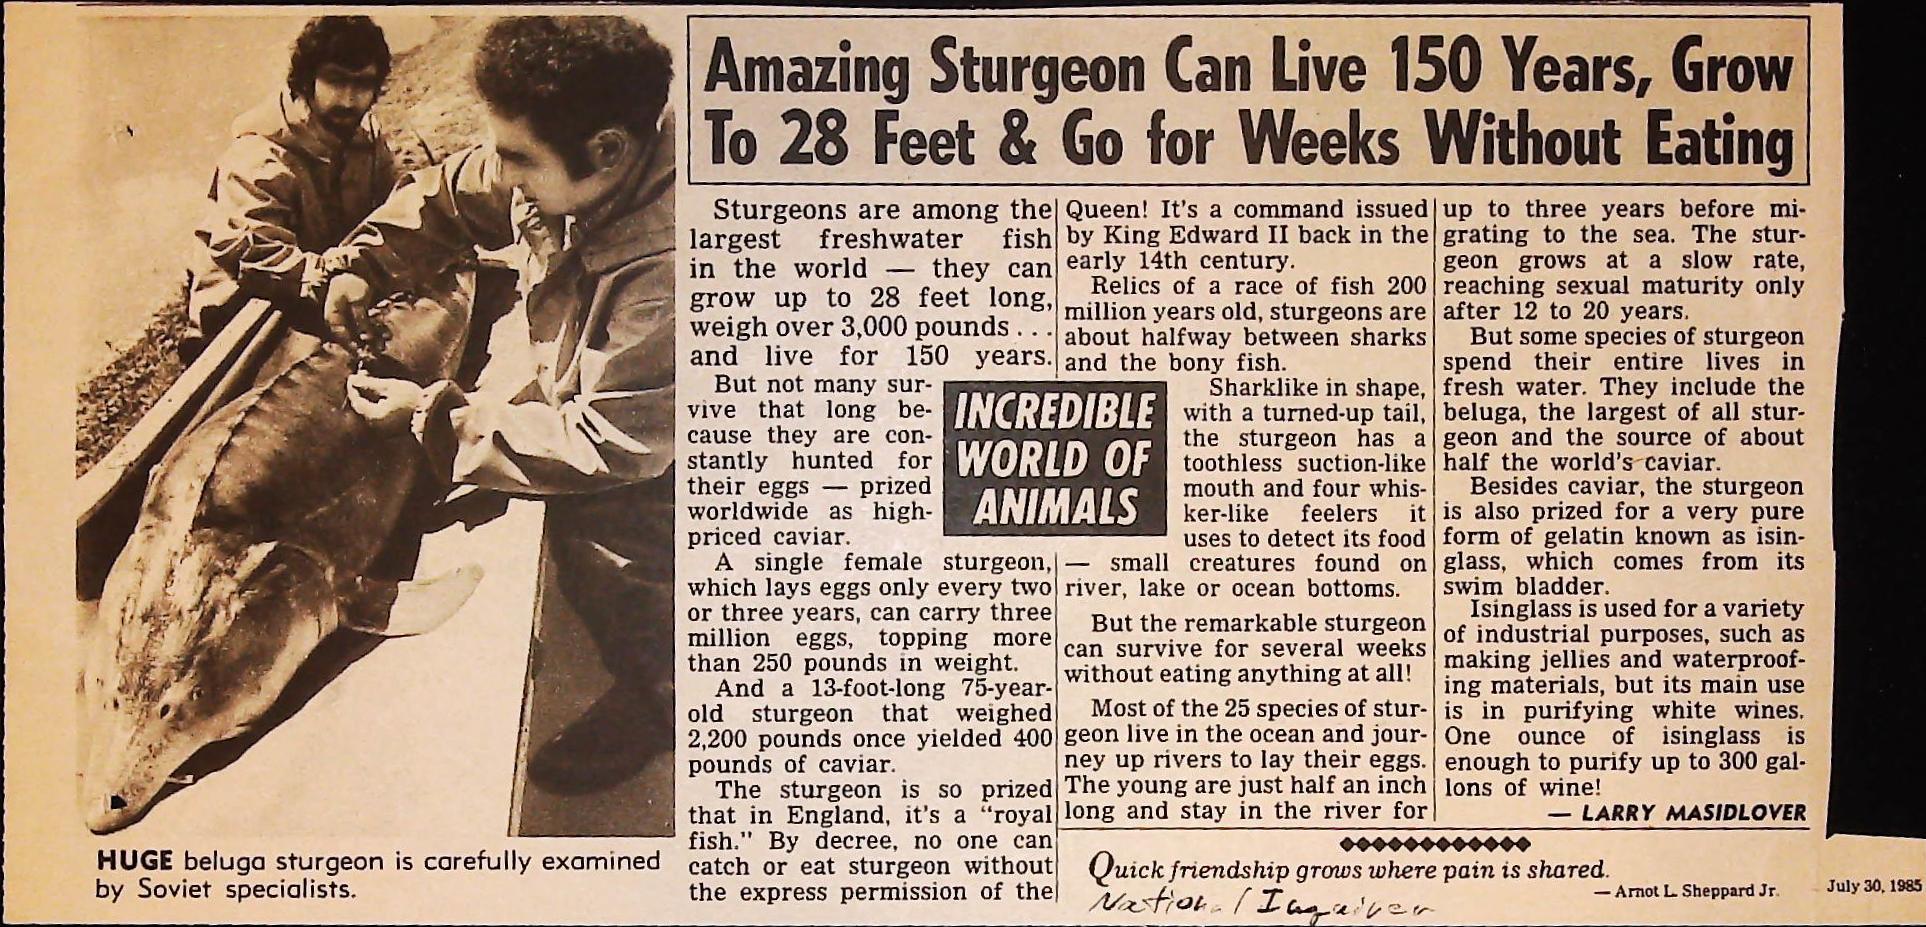 Amazing Sturgeon Can Live 150 Years, Grow
To 28 Feet & Go for Weeks Without Eating
Sturgeons are among the
largest freshwater fish
in the world — they can
grow up to 28 feet long,
weigh over 3,000 pounds . . .
and live for 150 years.
But not many sur-
vive that long be-
cause they are con-
stantly hunted for
their eggs — prized
worldwide as high-
priced caviar.
A single female sturgeon,
which lays eggs only every two
or three years, can carry three
million eggs, topping more
than 250 pounds in weight.
And a 13-foot-long 75-year-
old sturgeon that weighed
2,200 pounds once yielded 400
pounds of caviar.
The sturgeon is so prized
that in England, it's a "royal
fish." By decree, no one can
catch or eat sturgeon without
the express permission of the
INCREDIBLE
WORLD OF
ANIMALS
Queen! It's a command issued
by King Edward II back in the
early 14th century.
Relics of a race of fish 200
million years old, sturgeons are
about halfway between sharks
and the bony fish.
Sharklike in shape,
with a turned-up tail,
the sturgeon has a
toothless suction-like
mouth and four whis-
ker-like feelers it
uses to detect its food
— small creatures found on
river, lake or ocean bottoms.
But the remarkable sturgeon
can survive for several weeks
without eating anything at all!
Most of the 25 species of stur-
geon live in the ocean and jour-
ney up rivers to lay their eggs.
The young are just half an inch
long and stay in the river for
up to three years before mi-
grating to the sea. The stur-
geon grows at a slow rate,
reaching sexual maturity only
after 12 to 20 years.
But some species of sturgeon
spend their entire lives in
fresh water. They include the
beluga, the largest of all stur-
geon and the source of about
half the world's caviar.
Besides caviar, the sturgeon
is also prized for a very pure
form of gelatin known as isin-
glass, which comes from its
swim bladder.
Isinglass is used for a variety
of industrial purposes, such as
making jellies and waterproof-
ing materials, but its main use
is in purifying white wines.
One ounce of isinglass is
enough to purify up to 300 gal-
lons of wine!
— LARRY MASIDLOVER
HUGE beluga sturgeon is carefully examined
by Soviet specialists.
Quick friendship grows where pain is shared.
— Arnot L. Sheppard Jr.
National Inquirer
July 30, 1985